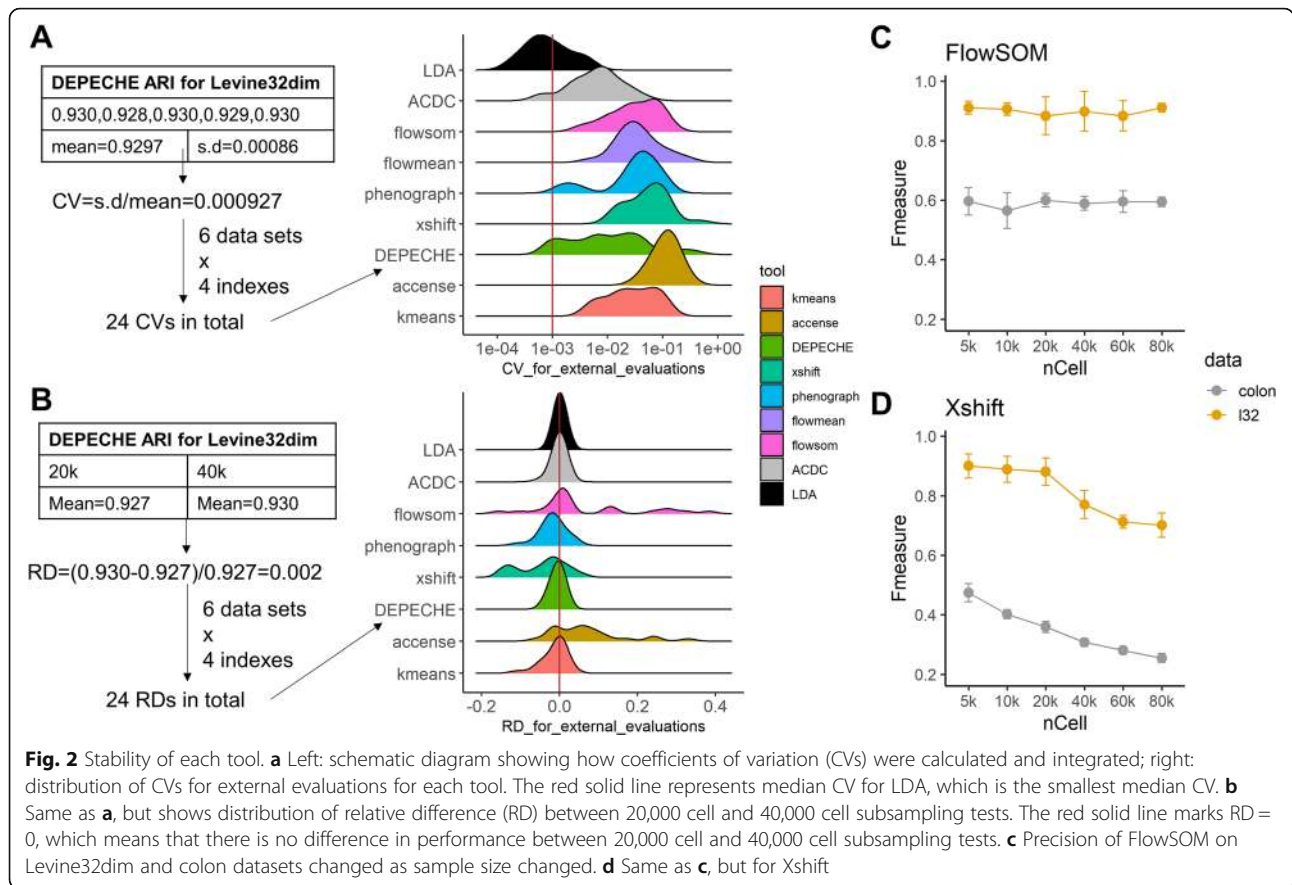 A
DEPECHE ARI for Levine32dim
0.930,0.928,0.930,0.929,0.930
mean=0.9297 s.d=0.00086
CV=s.d/mean=0.000927
6 data sets
x
4 indexes
24 CVs in total
LDA
ACDC
flowsom
flowmean
phenograph
xshift
DEPECHE
accense
kmeans
1e-04 1e-03 1e-02 1e-01 1e+00
CV_for_external_evaluations
B
DEPECHE ARI for Levine32dim
20k 40k
Mean=0.927 Mean=0.930
RD=(0.930-0.927)/0.927=0.002
6 data sets
x
4 indexes
24 RDs in total
LDA
ACDC
flowsom
phenograph
xshift
DEPECHE
accense
kmeans
-0.2 0.0 0.2 0.4
RD_for_external_evaluations
tool
kmeans
accense
DEPECHE
xshift
phenograph
flowmean
flowsom
ACDC
LDA
C
FlowSOM
Fmeasure
1.0
0.8
0.6
0.4
0.2
5k 10k 20k 40k 60k 80k
nCell
data
colon
l32
D
Xshift
Fmeasure
1.0
0.8
0.6
0.4
0.2
5k 10k 20k 40k 60k 80k
nCell
Fig. 2 Stability of each tool. a Left: schematic diagram showing how coefficients of variation (CVs) were calculated and integrated; right:
distribution of CVs for external evaluations for each tool. The red solid line represents median CV for LDA, which is the smallest median CV. b
Same as a, but shows distribution of relative difference (RD) between 20,000 cell and 40,000 cell subsampling tests. The red solid line marks RD =
0, which means that there is no difference in performance between 20,000 cell and 40,000 cell subsampling tests. c Precision of FlowSOM on
Levine32dim and colon datasets changed as sample size changed. d Same as c, but for Xshift